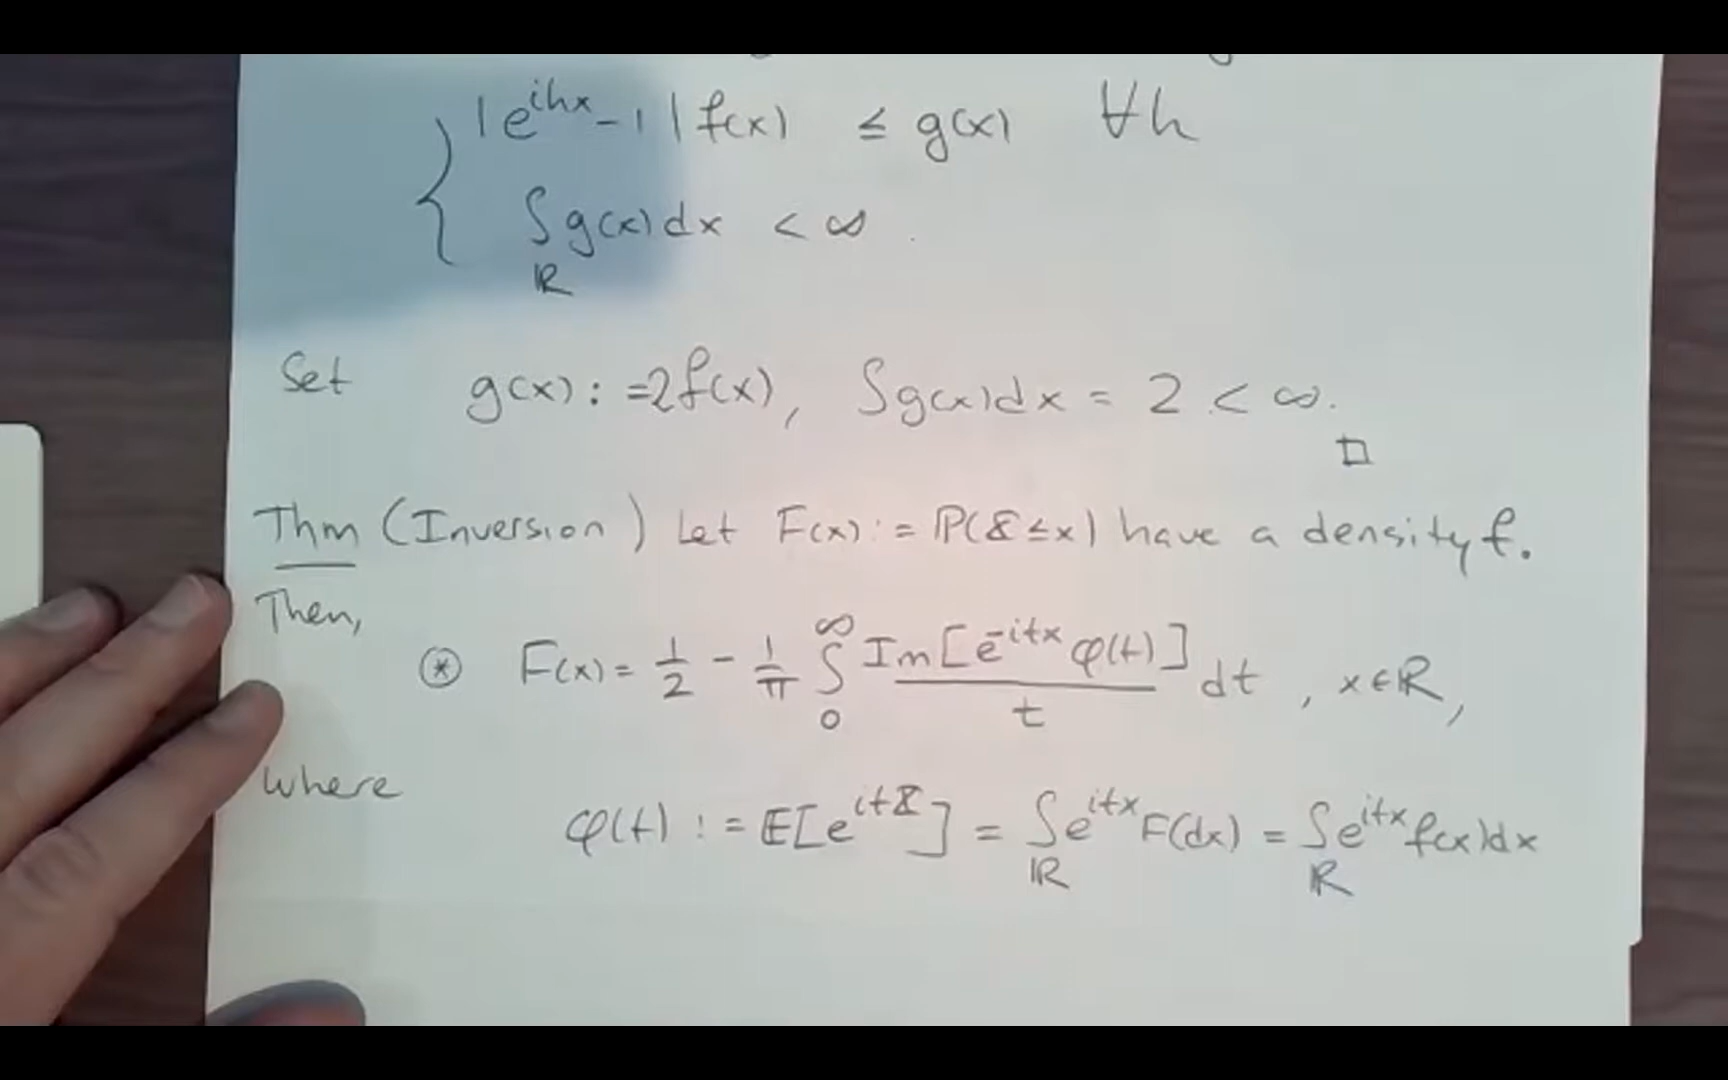 { |e^{ihx} - 1| f(x) ≤ g(x) ∀h
∫_ℝ g(x)dx < ∞.
Set g(x) := 2f(x), ∫g(x)dx = 2 < ∞.
□
Thm (Inversion) Let F(x) := ℙ(X ≤ x) have a density f.
Then,
⊛ F(x) = 1/2 - 1/π ∫_0^∞ Im[e^{-itx} φ(t)]/t dt, x∈ℝ,
where
φ(t) := E[e^{itX}] = ∫_ℝ e^{itx} F(dx) = ∫_ℝ e^{itx} f(x)dx